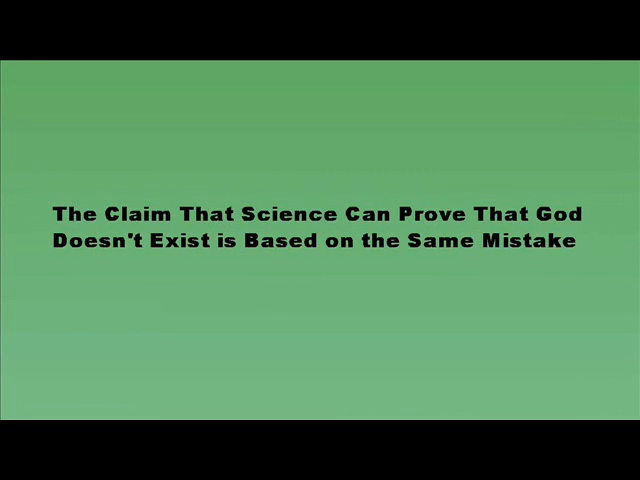 The Claim That Science Can Prove That God
Doesn't Exist is Based on the Same Mistake